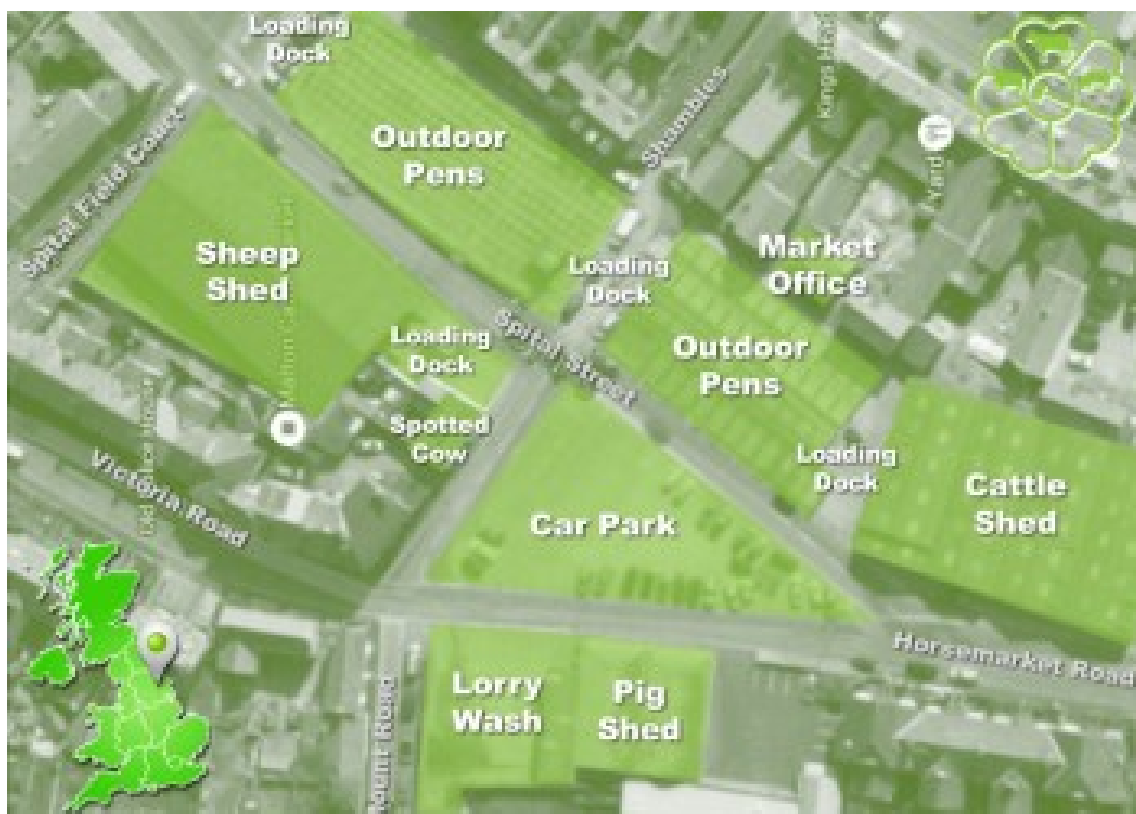 Loading
Dock
Outdoor
Pens
Shambles
Spital Field Court
Sheep
Shed
Market
Office
Yard
Loading
Dock
Spital Street
Loading
Dock
Outdoor
Pens
Spotted
Cow
Victoria Road
Loading
Dock
Cattle
Shed
Car Park
Horsemarket Road
Lorry
Wash
Pig
Shed